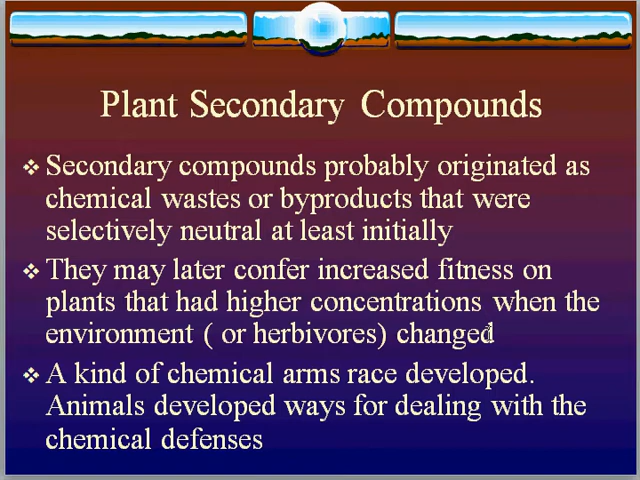 Plant Secondary Compounds
❖ Secondary compounds probably originated as
chemical wastes or byproducts that were
selectively neutral at least initially
❖ They may later confer increased fitness on
plants that had higher concentrations when the
environment ( or herbivores) changed
❖ A kind of chemical arms race developed.
Animals developed ways for dealing with the
chemical defenses